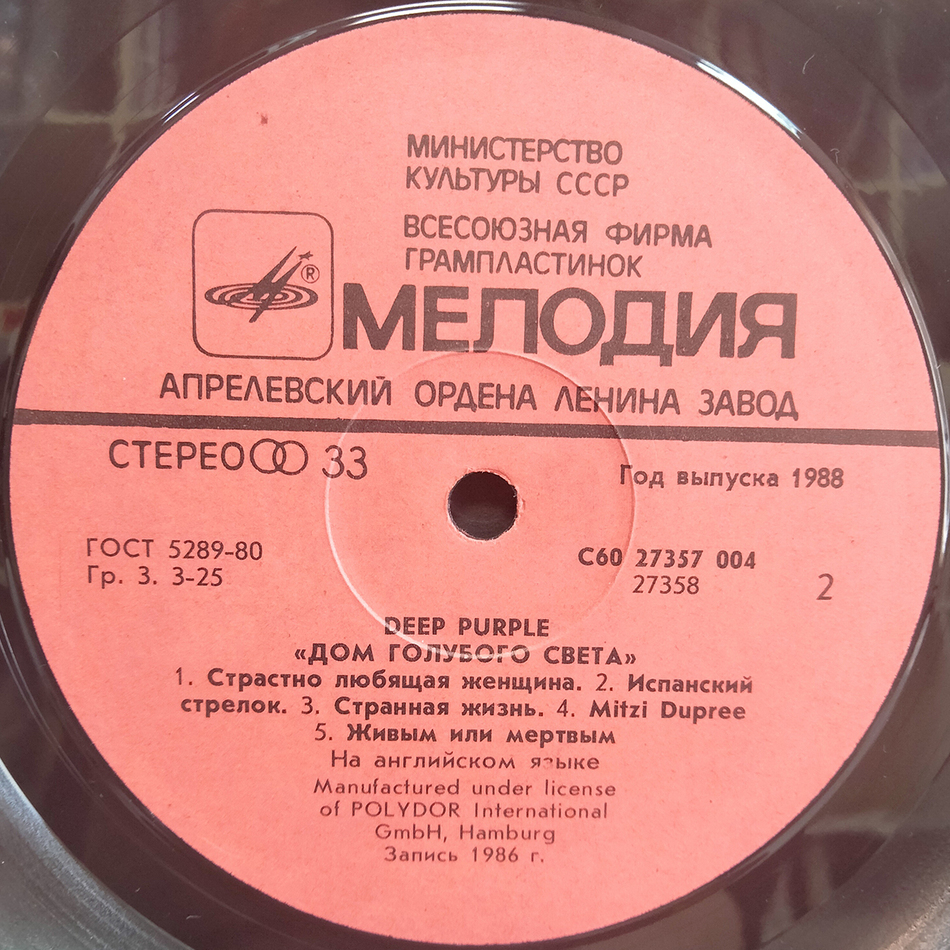 МИНИСТЕРСТВО
КУЛЬТУРЫ СССР
ВСЕСОЮЗНАЯ ФИРМА
ГРАМПЛАСТИНОК
®
МЕЛОДИЯ
АПРЕЛЕВСКИЙ ОРДЕНА ЛЕНИНА ЗАВОД
СТЕРЕО 33
Год выпуска 1988
ГОСТ 5289-80
Гр. 3. 3-25
С60 27357 004
27358
2
DEEP PURPLE
«ДОМ ГОЛУБОГО СВЕТА»
1. Страстно любящая женщина. 2. Испанский
стрелок. 3. Странная жизнь. 4. Mitzi Dupree
5. Живым или мертвым
На английском языке
Manufactured under license
of POLYDOR International
GmbH, Hamburg
Запись 1986 г.